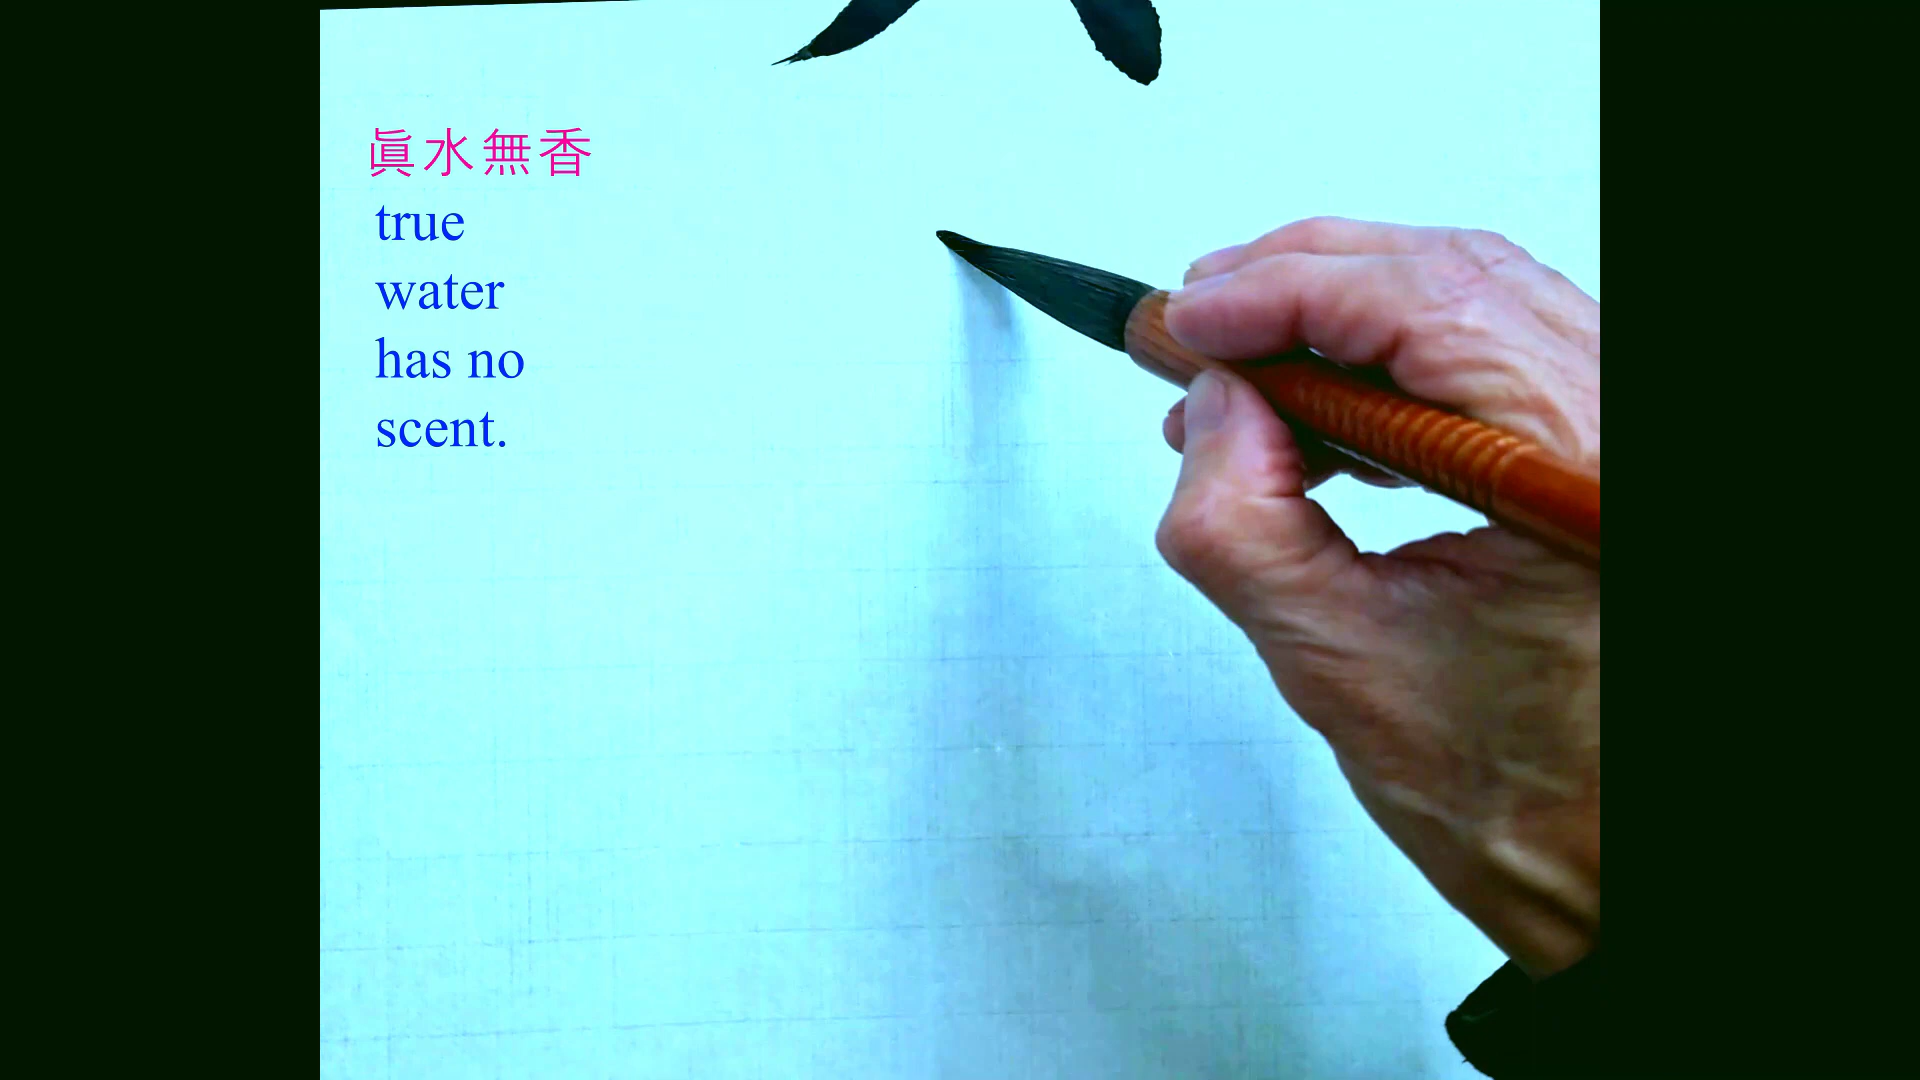 眞水無香
true
water
has no
scent.